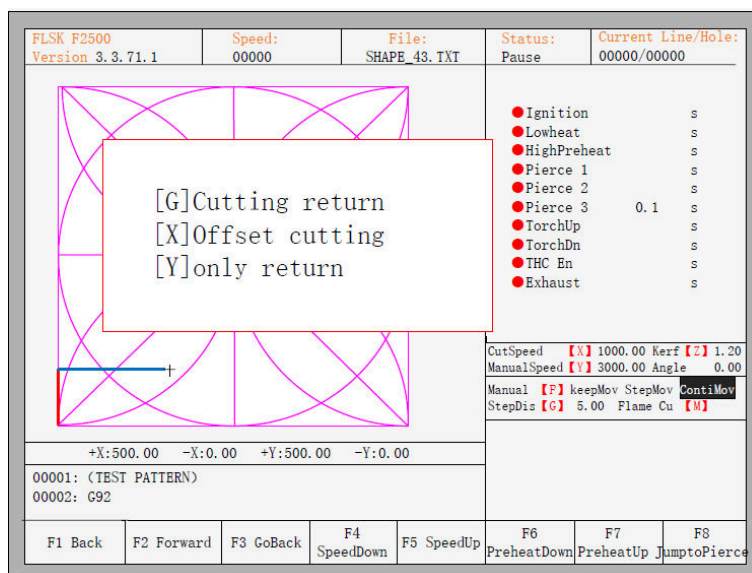 FLSK F2500
Version 3.3.71.1
Speed:
00000
File:
SHAPE_43.TXT
Status:
Pause
Current Line/Hole:
00000/00000
[G]Cutting return
[X]Offset cutting
[Y]only return
Ignition s
Lowheat s
HighPreheat s
Pierce 1 s
Pierce 2 s
Pierce 3 0.1 s
TorchUp s
TorchDn s
THC En s
Exhaust s
CutSpeed 【X】 1000.00 Kerf 【Z】 1.20
ManualSpeed 【Y】 3000.00 Angle 0.00
Manual 【F】 keepMov StepMov ContiMov
StepDis 【G】 5.00 Flame Cu 【M】
+X:500.00 -X:0.00 +Y:500.00 -Y:0.00
00001: (TEST PATTERN)
00002: G92
F1 Back
F2 Forward
F3 GoBack
F4
SpeedDown
F5 SpeedUp
F6
PreheatDown
F7
PreheatUp
F8
JumptoPierce